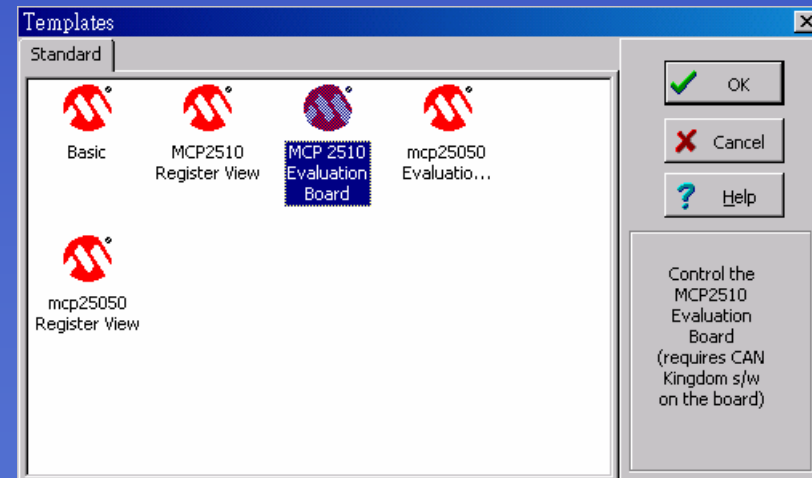 Templates
Standard
Basic
MCP2510
Register View
MCP 2510
Evaluation
Board
mcp25050
Evaluatio...
mcp25050
Register View
OK
Cancel
Help
Control the
MCP2510
Evaluation
Board
(requires CAN
Kingdom s/w
on the board)